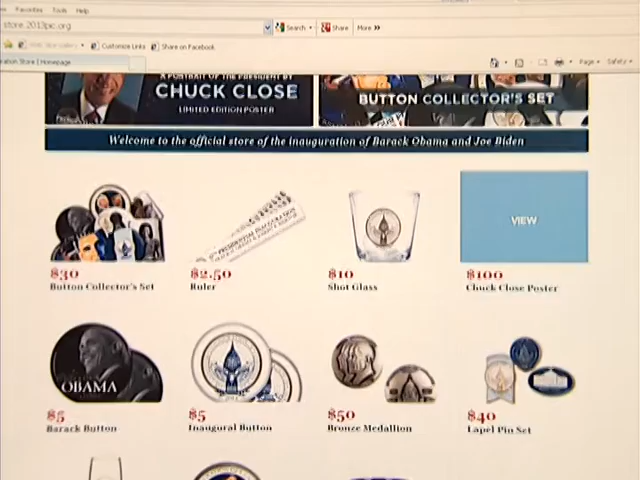 Favorites Tools Help
store.2013pic.org
Search
Share
More »
Customize Links
Share on Facebook
Store | Homepage
Page
Safety
A PORTRAIT OF THE PRESIDENT BY
CHUCK CLOSE
LIMITED EDITION POSTER
BUTTON COLLECTOR'S SET
Welcome to the official store of the inauguration of Barack Obama and Joe Biden
VIEW
$30
Button Collector's Set
$2.50
Ruler
$10
Shot Glass
$100
Chuck Close Poster
OBAMA
$5
Barack Button
$5
Inaugural Button
$50
Bronze Medallion
$40
Lapel Pin Set